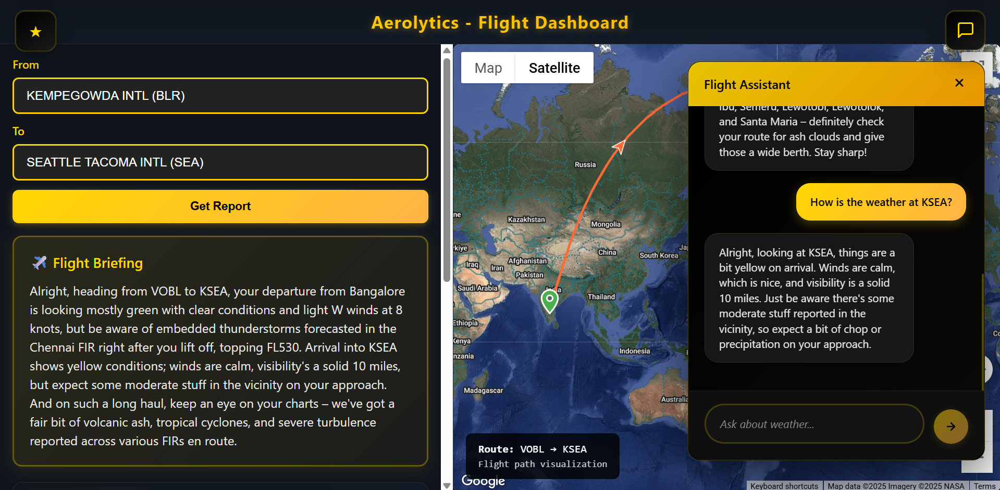 Aerolytics - Flight Dashboard
From
KEMPEGOWDA INTL (BLR)
To
SEATTLE TACOMA INTL (SEA)
Get Report
Flight Briefing
Alright, heading from VOBL to KSEA, your departure from Bangalore
is looking mostly green with clear conditions and light W winds at 8
knots, but be aware of embedded thunderstorms forecasted in the
Chennai FIR right after you lift off, topping FL530. Arrival into KSEA
shows yellow conditions; winds are calm, visibility's a solid 10 miles,
but expect some moderate stuff in the vicinity on your approach.
And on such a long haul, keep an eye on your charts – we've got a
fair bit of volcanic ash, tropical cyclones, and severe turbulence
reported across various FIRs en route.
Map
Satellite
Russia
ne
Kazakhstan
Mongolia
rkiye
China
South Korea
Ja
Afghanistan
Iraq
Iran
Pakistan
Saudi Arabia
India
Thailand
Ethiopia
Kenya
nzania
Indonesia
Madagascar
Australia
Co
Route: VOBL → KSEA
Flight path visualization
Google
Keyboard shortcuts
Map data ©2025 Imagery ©2025 NASA
Terms
Flight Assistant
Ibu, Semeru, Lewotobi, Lewotolok,
and Santa Maria – definitely check
your route for ash clouds and give
those a wide berth. Stay sharp!
How is the weather at KSEA?
Alright, looking at KSEA, things are a
bit yellow on arrival. Winds are calm,
which is nice, and visibility is a solid
10 miles. Just be aware there's some
moderate stuff reported in the
vicinity, so expect a bit of chop or
precipitation on your approach.
Ask about weather...